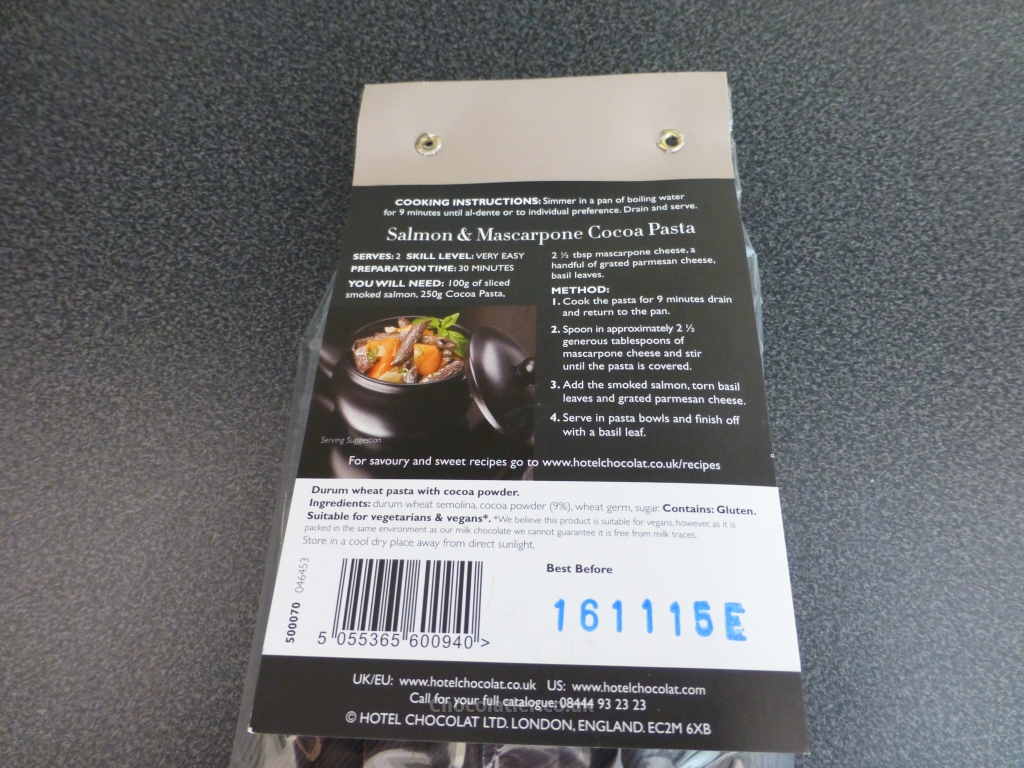 COOKING INSTRUCTIONS: Simmer in a pan of boiling water
for 9 minutes until al-dente or to individual preference. Drain and serve.
Salmon & Mascarpone Cocoa Pasta
SERVES: 2 SKILL LEVEL: VERY EASY
PREPARATION TIME: 30 MINUTES
YOU WILL NEED: 100g of sliced
smoked salmon, 250g Cocoa Pasta,
2 ½ tbsp mascarpone cheese, a
handful of grated parmesan cheese,
basil leaves.
METHOD:
1. Cook the pasta for 9 minutes drain
and return to the pan.
2. Spoon in approximately 2 ½
generous tablespoons of
mascarpone cheese and stir
until the pasta is covered.
3. Add the smoked salmon, torn basil
leaves and grated parmesan cheese.
4. Serve in pasta bowls and finish off
with a basil leaf.
Serving Suggestion
For savoury and sweet recipes go to www.hotelchocolat.co.uk/recipes
Durum wheat pasta with cocoa powder.
Ingredients: durum wheat semolina, cocoa powder (9%), wheat germ, sugar. Contains: Gluten.
Suitable for vegetarians & vegans*. *We believe this product is suitable for vegans, however, as it is
packed in the same environment as our milk chocolate we cannot guarantee it is free from milk traces.
Store in a cool dry place away from direct sunlight.
500070 046453
5 055365 600940 >
Best Before
161115E
UK/EU: www.hotelchocolat.co.uk US: www.hotelchocolat.com
Call for your full catalogue: 08444 93 23 23
© HOTEL CHOCOLAT LTD. LONDON, ENGLAND. EC2M 6XB